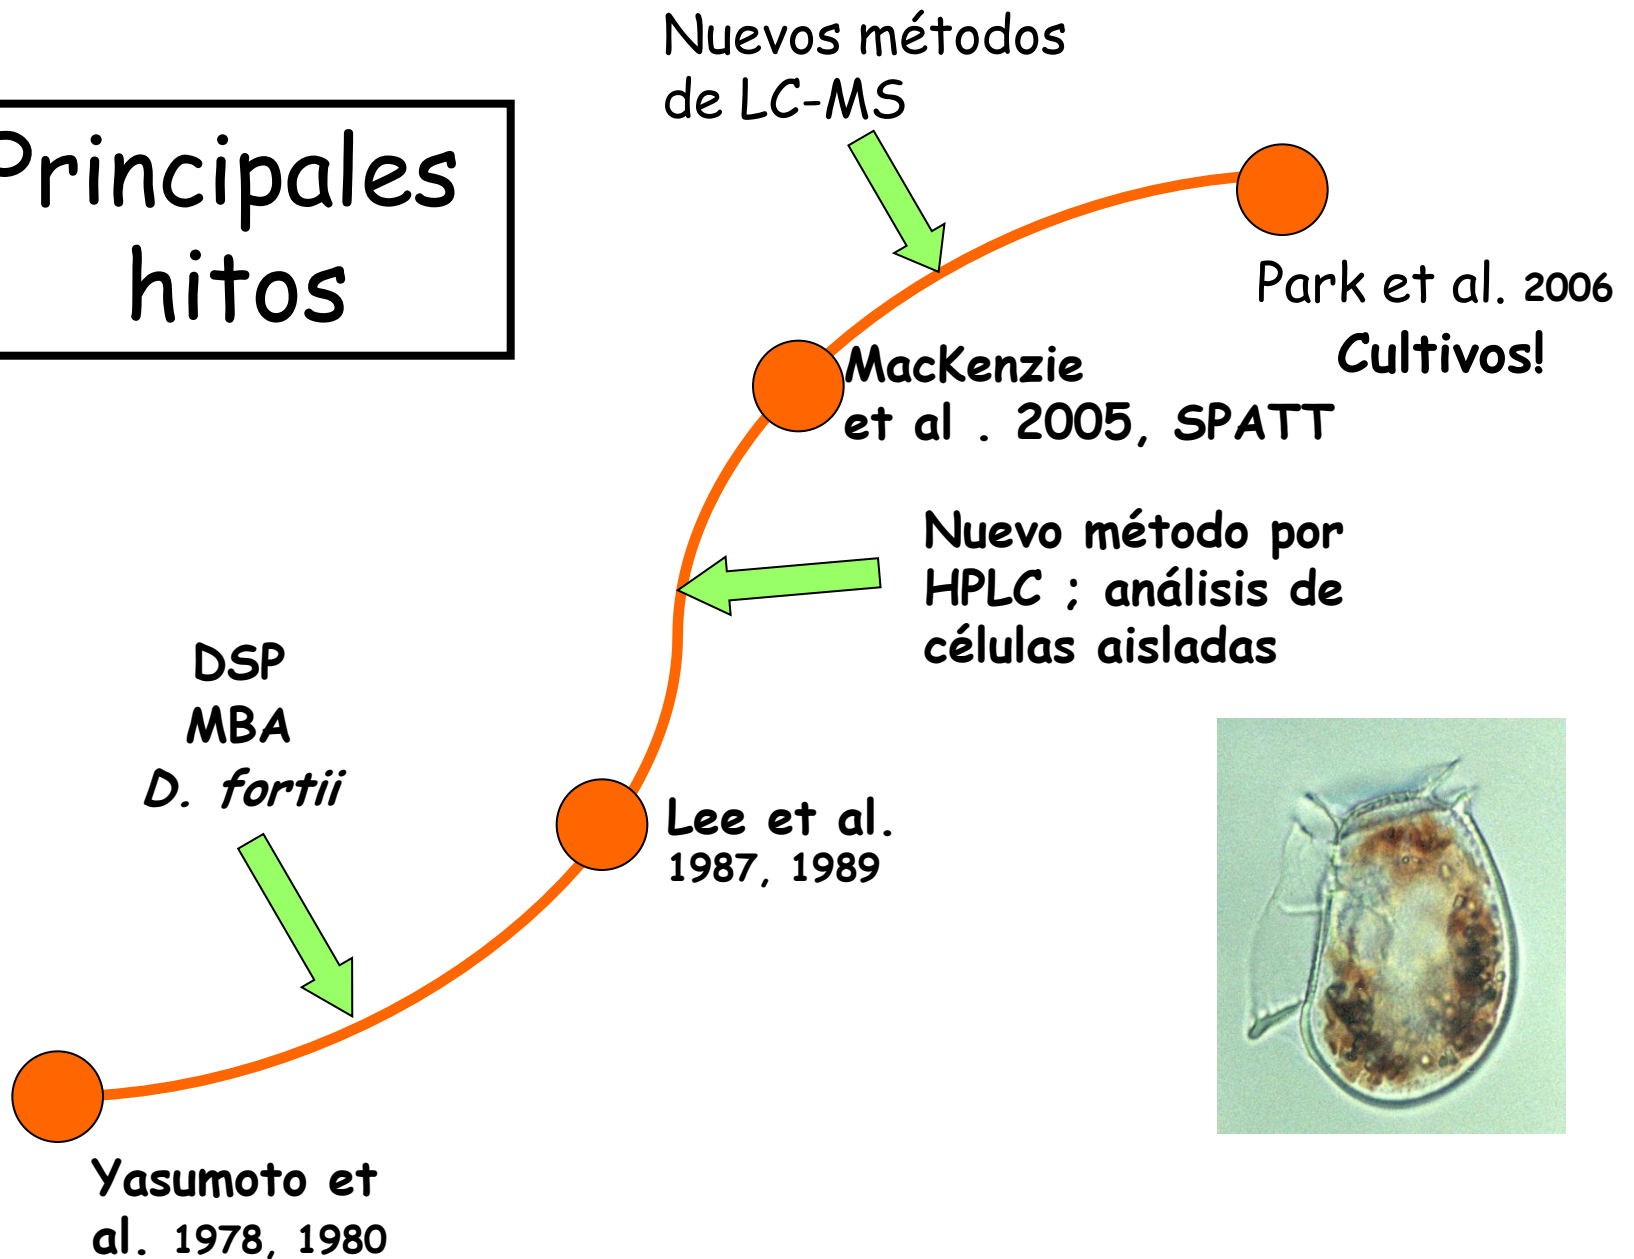 Principales
hitos
Nuevos métodos
de LC-MS
Park et al. 2006
Cultivos!
MacKenzie
et al . 2005, SPATT
Nuevo método por
HPLC ; análisis de
células aisladas
DSP
MBA
D. fortii
Lee et al.
1987, 1989
Yasumoto et
al. 1978, 1980